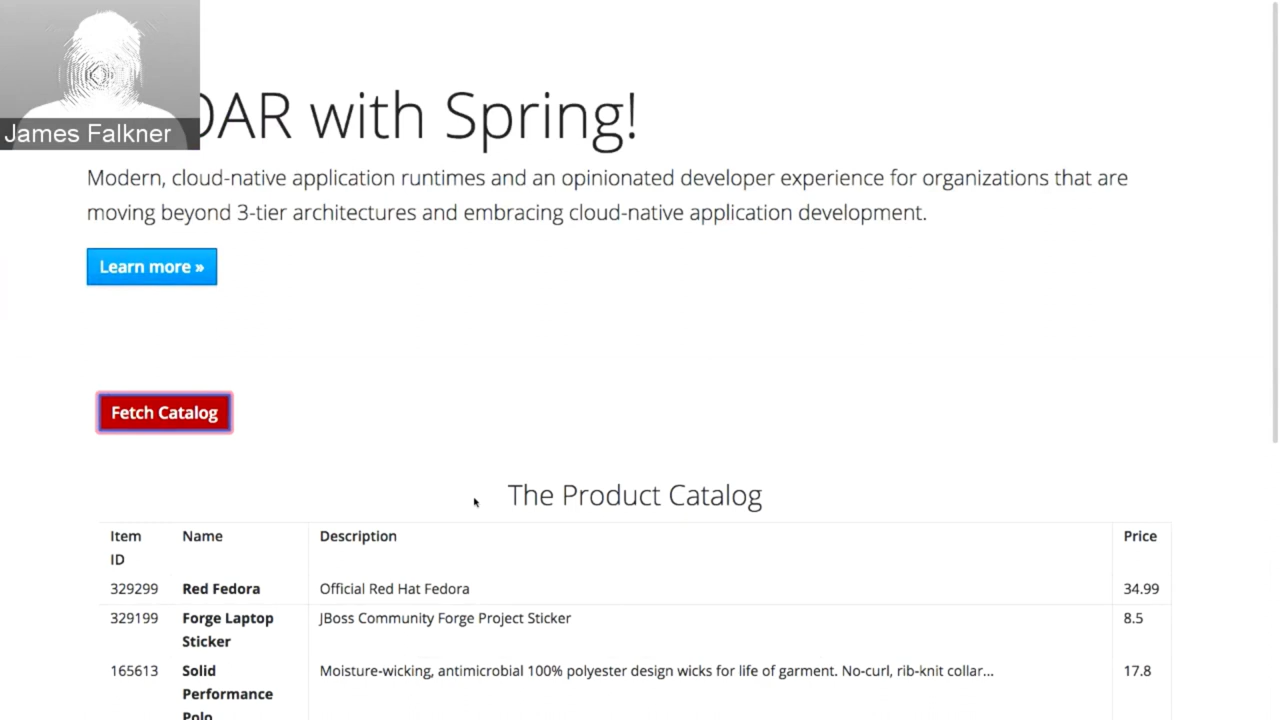 James Falkner
OAR with Spring!
Modern, cloud-native application runtimes and an opinionated developer experience for organizations that are
moving beyond 3-tier architectures and embracing cloud-native application development.
Learn more »
Fetch Catalog
The Product Catalog
Item ID Name Description Price
329299 Red Fedora Official Red Hat Fedora 34.99
329199 Forge Laptop Sticker JBoss Community Forge Project Sticker 8.5
165613 Solid Performance Polo Moisture-wicking, antimicrobial 100% polyester design wicks for life of garment. No-curl, rib-knit collar... 17.8